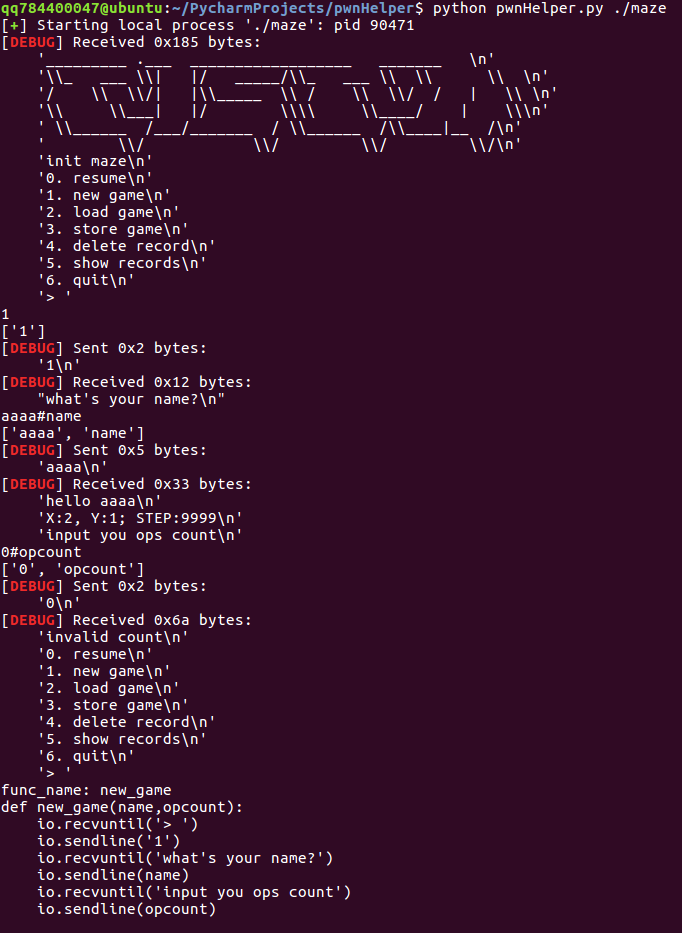 qq784400047@ubuntu:~/PycharmProjects/pwnHelper$ python pwnHelper.py ./maze
[+] Starting local process './maze': pid 90471
[DEBUG] Received 0x185 bytes:
    '_________ .___  __________________   _______   \n'
    '\\_   ___ \\|   |/   _____/\\_   ___ \\  \\      \\  \n'
    '/    \\  \\/|   |\\_____  \\ /    \\  \\/  /   |   \\ \n'
    '\\     \\___|   |/        \\\\     \\____/    |    \\\n'
    ' \\______  /___/_______  / \\______  /\\____|__  /\n'
    '        \\/            \\/         \\/         \\/\n'
    'init maze\n'
    '0. resume\n'
    '1. new game\n'
    '2. load game\n'
    '3. store game\n'
    '4. delete record\n'
    '5. show records\n'
    '6. quit\n'
    '> '
1
['1']
[DEBUG] Sent 0x2 bytes:
    '1\n'
[DEBUG] Received 0x12 bytes:
    "what's your name?\n"
aaaa#name
['aaaa', 'name']
[DEBUG] Sent 0x5 bytes:
    'aaaa\n'
[DEBUG] Received 0x33 bytes:
    'hello aaaa\n'
    'X:2, Y:1; STEP:9999\n'
    'input you ops count\n'
0#opcount
['0', 'opcount']
[DEBUG] Sent 0x2 bytes:
    '0\n'
[DEBUG] Received 0x6a bytes:
    'invalid count\n'
    '0. resume\n'
    '1. new game\n'
    '2. load game\n'
    '3. store game\n'
    '4. delete record\n'
    '5. show records\n'
    '6. quit\n'
    '> '
func_name: new_game
def new_game(name,opcount):
    io.recvuntil('> ')
    io.sendline('1')
    io.recvuntil('what's your name?')
    io.sendline(name)
    io.recvuntil('input you ops count')
    io.sendline(opcount)